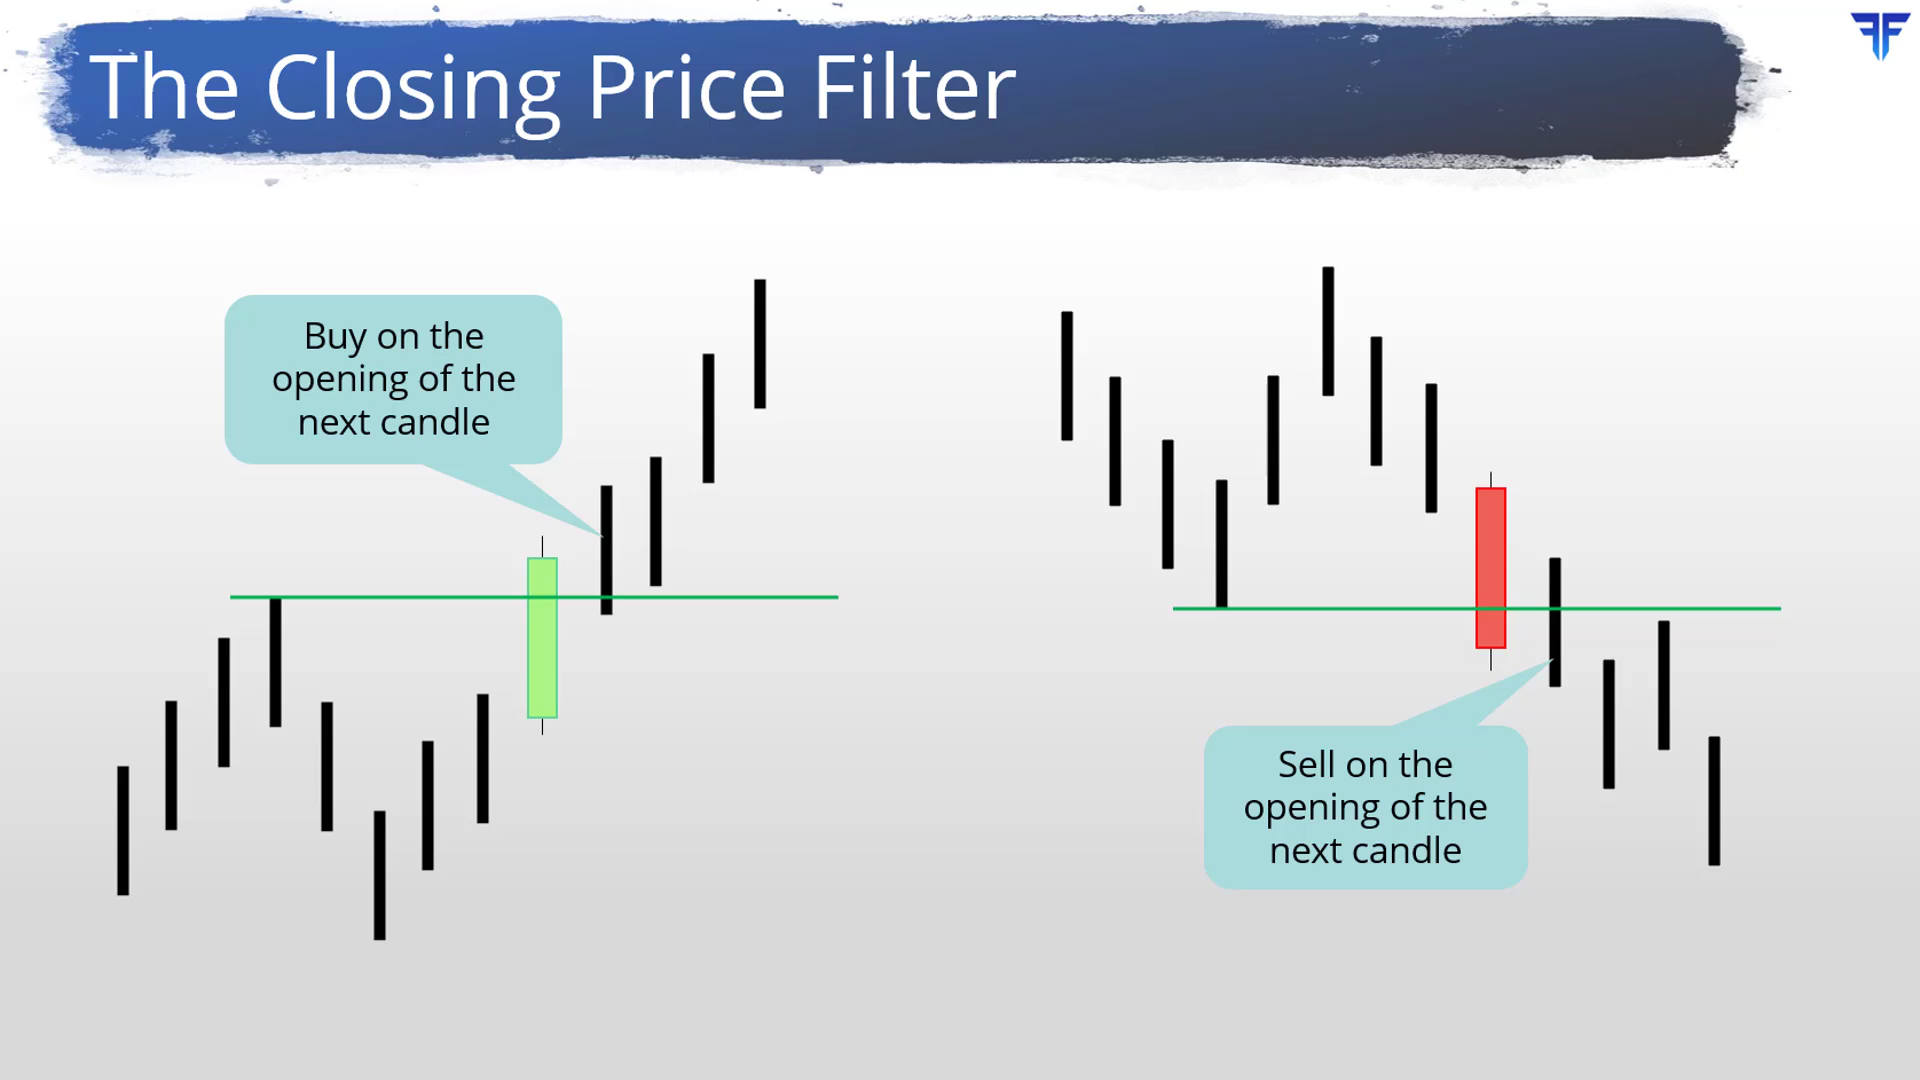 The Closing Price Filter
Buy on the
opening of the
next candle
Sell on the
opening of the
next candle